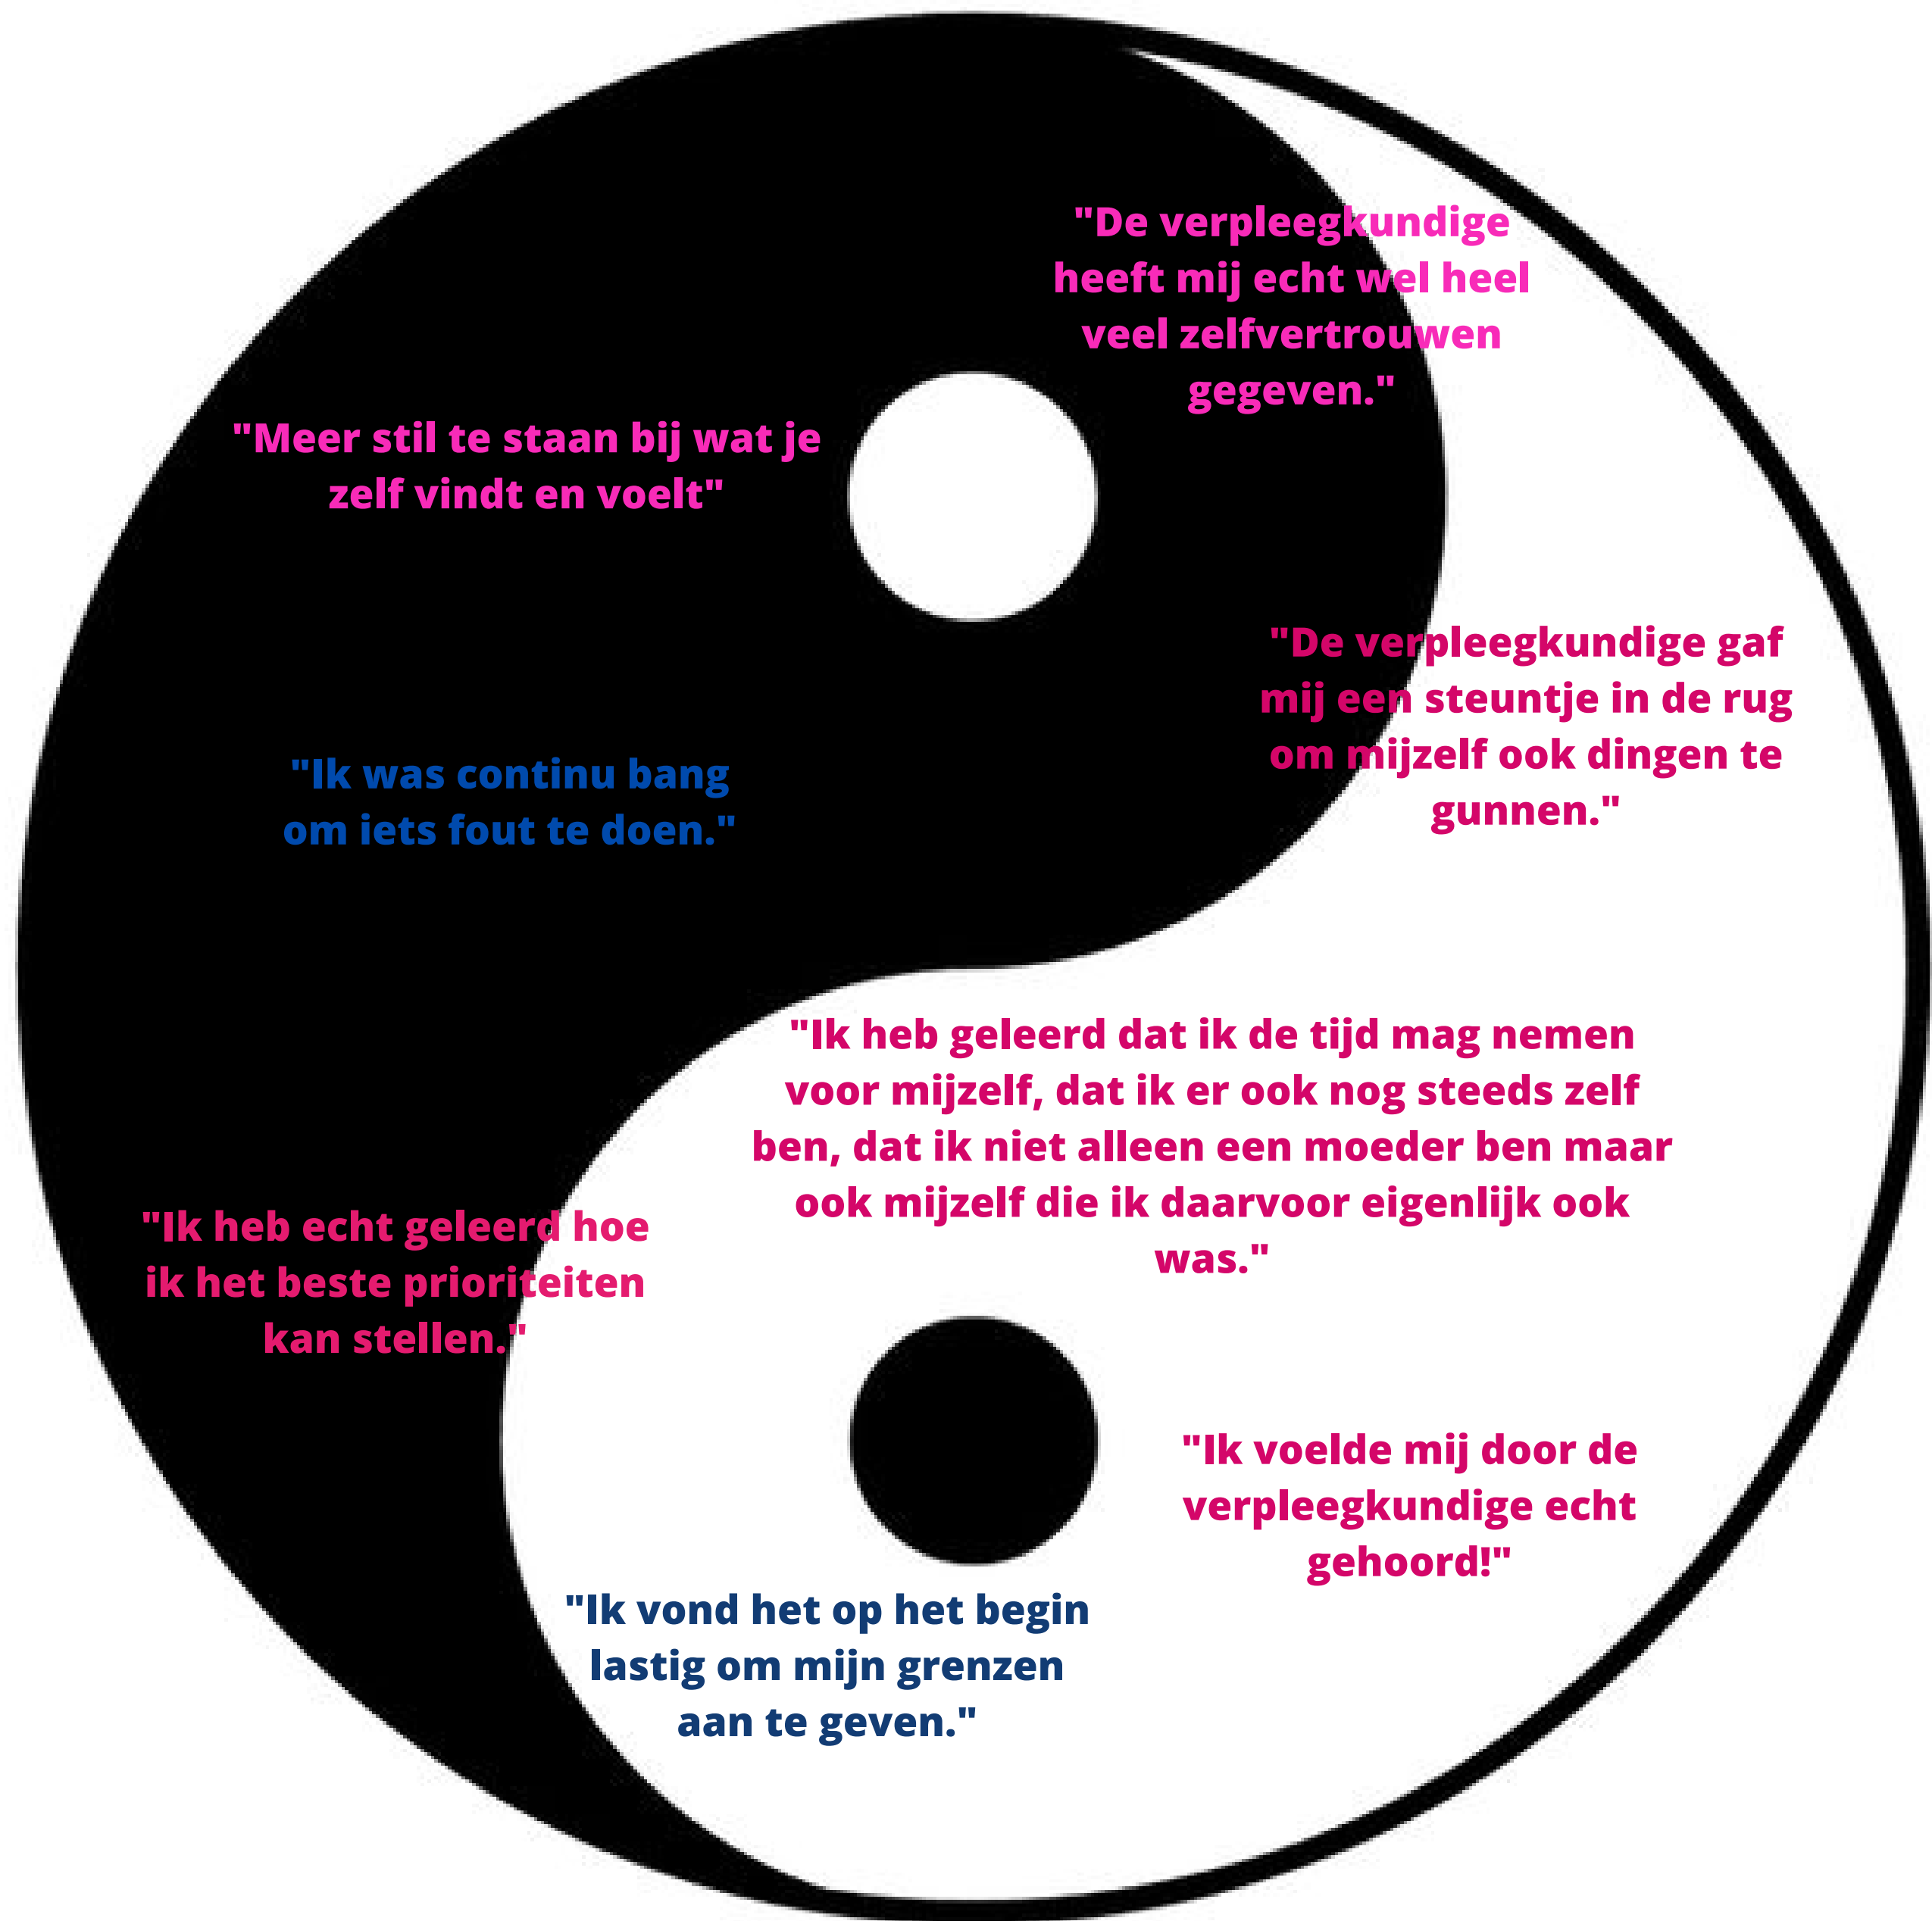 "De verpleegkundige
heeft mij echt wel heel
veel zelfvertrouwen
gegeven."
"Meer stil te staan bij wat je
zelf vindt en voelt"
"De verpleegkundige gaf
mij een steuntje in de rug
om mijzelf ook dingen te
gunnen."
"Ik was continu bang
om iets fout te doen."
"Ik heb geleerd dat ik de tijd mag nemen
voor mijzelf, dat ik er ook nog steeds zelf
ben, dat ik niet alleen een moeder ben maar
ook mijzelf die ik daarvoor eigenlijk ook
was."
"Ik heb echt geleerd hoe
ik het beste prioriteiten
kan stellen."
"Ik voelde mij door de
verpleegkundige echt
gehoord!"
"Ik vond het op het begin
lastig om mijn grenzen
aan te geven."